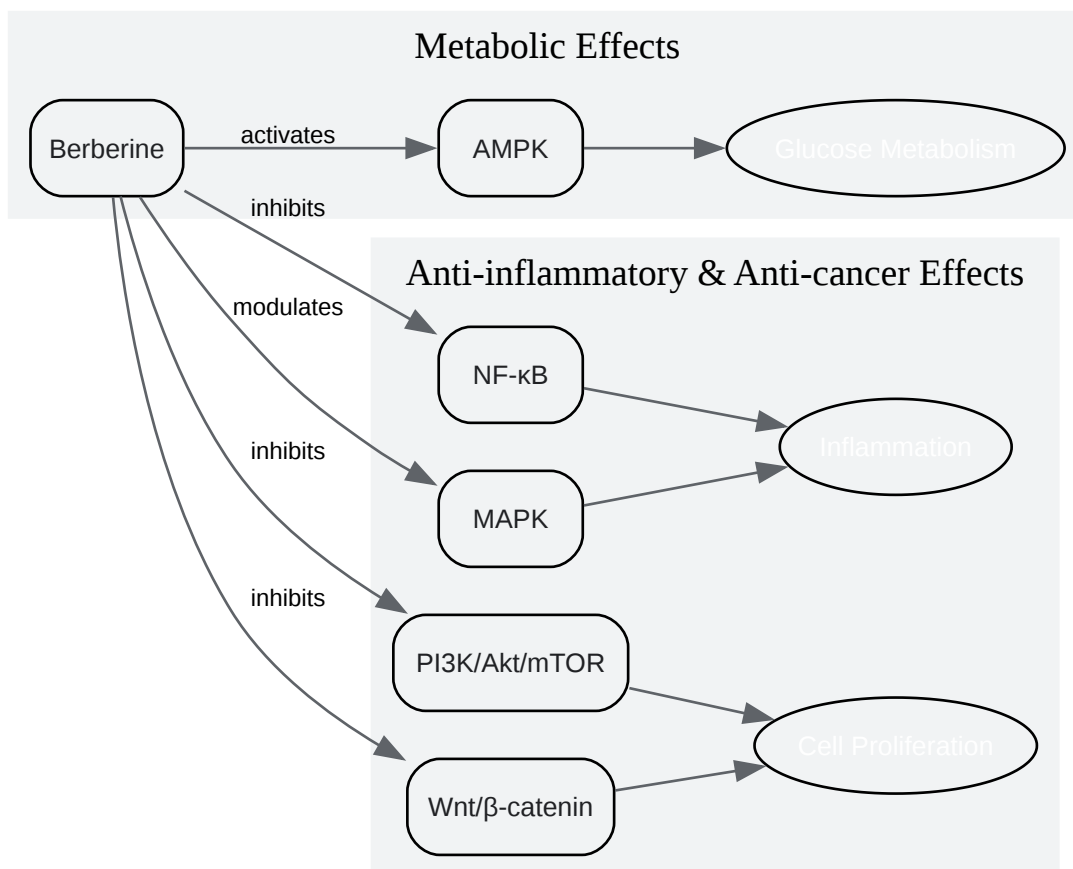 Metabolic Effects
Berberine
activates
AMPK
Glucose Metabolism
inhibits
Anti-inflammatory & Anti-cancer Effects
modulates
NF-κB
Inflammation
inhibits
MAPK
inhibits
PI3K/Akt/mTOR
Cell Proliferation
Wnt/β-catenin